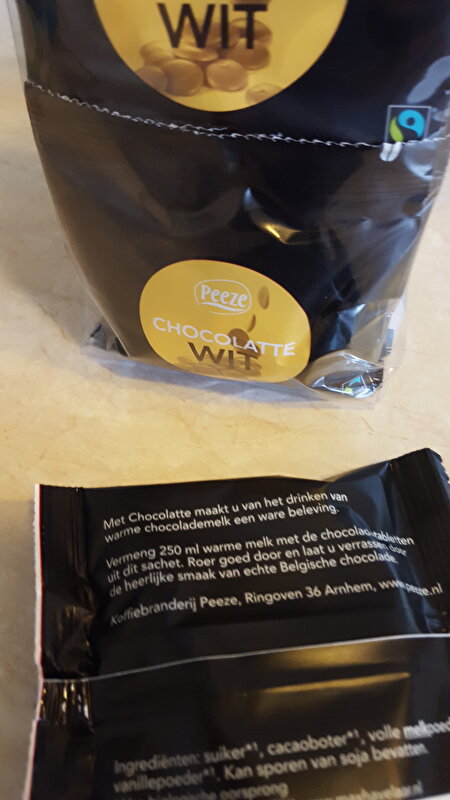 WIT
Peeze
CHOCOLATTE
WIT
Met Chocolatte maakt u van het drinken van
warme chocolademelk een ware beleving.
Vermeng 250 ml warme melk met de chocoladetabletten
uit dit sachet. Roer goed door en laat u verrassen door
de heerlijke smaak van echte Belgische chocolade.
Koffiebranderij Peeze, Ringoven 36 Arnhem, www.peeze.nl
Ingrediënten: suiker*¹, cacaoboter*¹, volle melkpoed
vanillepoeder*¹. Kan sporen van soja bevatten.
biologische oorsprong